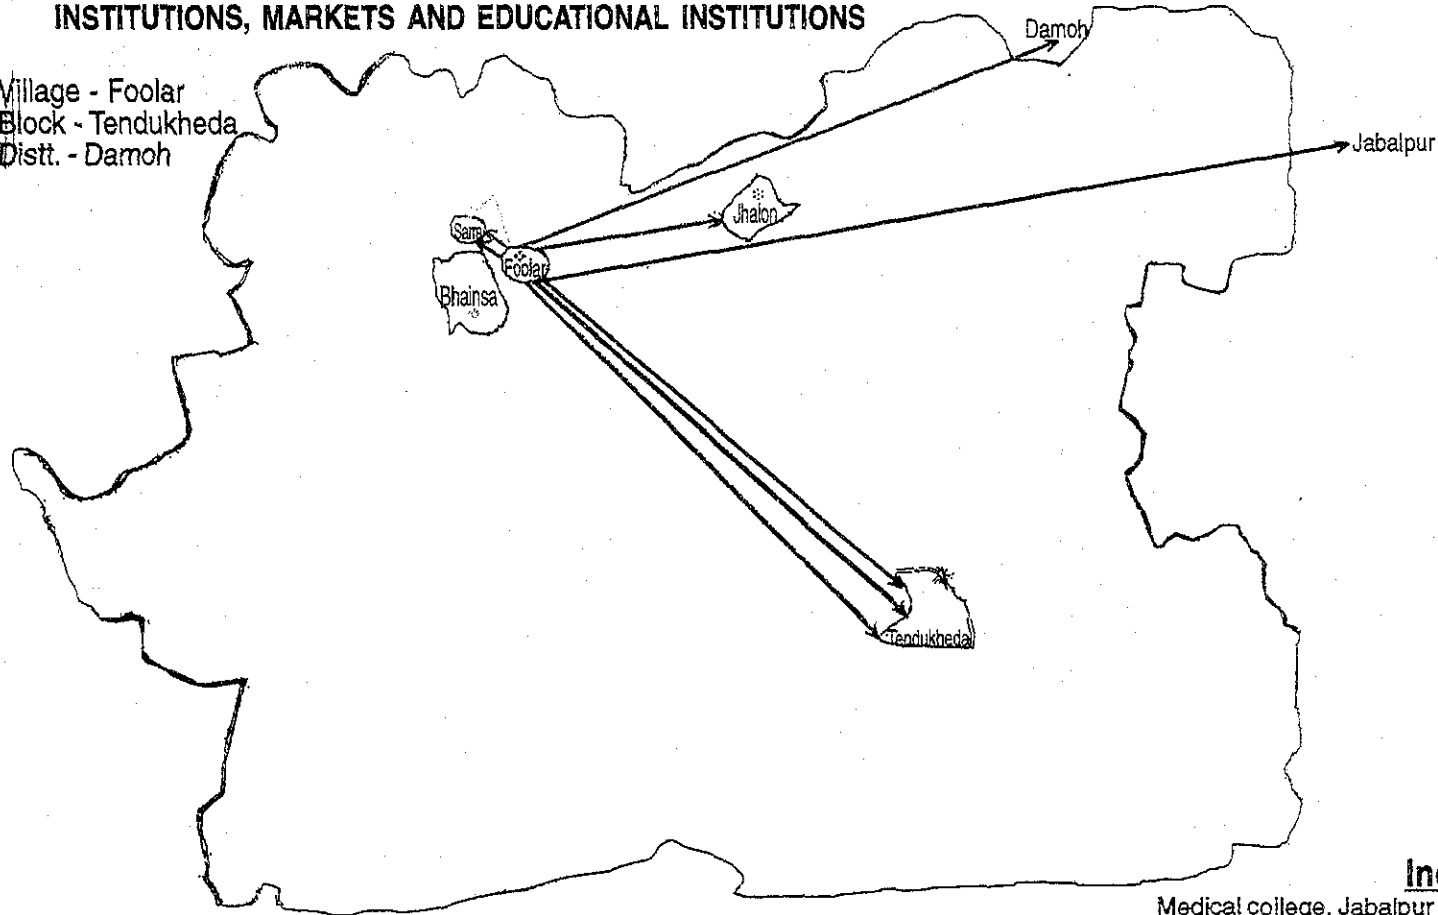 INSTITUTIONS, MARKETS AND EDUCATIONAL INSTITUTIONS
Village - Foolar
Block - Tendukheda
Distt. - Damoh
Damoh
Jabalpur
Jhalon
Foolar
Bhainsa
Tendukheda
Medical college, Jabalpur